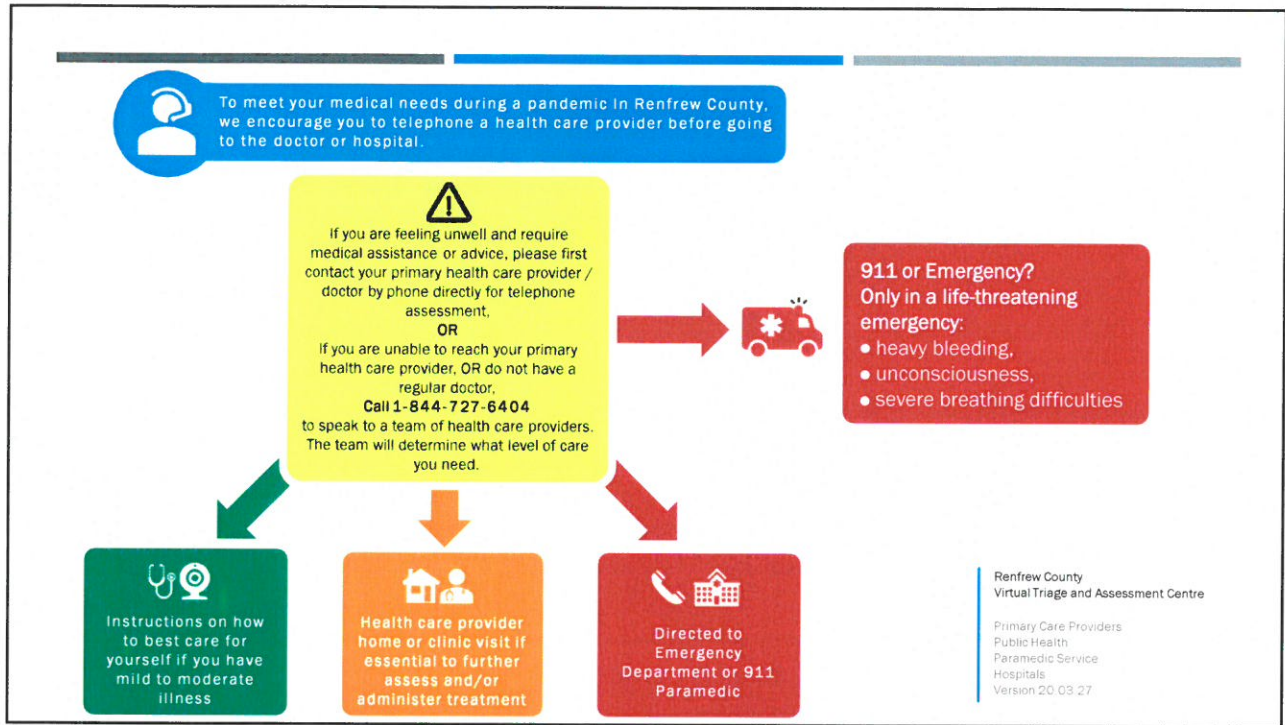 To meet your medical needs during a pandemic In Renfrew County,
we encourage you to telephone a health care provider before going
to the doctor or hospital.
If you are feeling unwell and require
medical assistance or advice, please first
contact your primary health care provider /
doctor by phone directly for telephone
assessment,
OR
If you are unable to reach your primary
health care provider, OR do not have a
regular doctor,
Call 1-844-727-6404
to speak to a team of health care providers.
The team will determine what level of care
you need.
911 or Emergency?
Only in a life-threatening
emergency:
• heavy bleeding,
• unconsciousness,
• severe breathing difficulties
Instructions on how
to best care for
yourself if you have
mild to moderate
illness
Health care provider
home or clinic visit if
essential to further
assess and/or
administer treatment
Directed to
Emergency
Department or 911
Paramedic
Renfrew County
Virtual Triage and Assessment Centre
Primary Care Providers
Public Health
Paramedic Service
Hospitals
Version 20.03.27